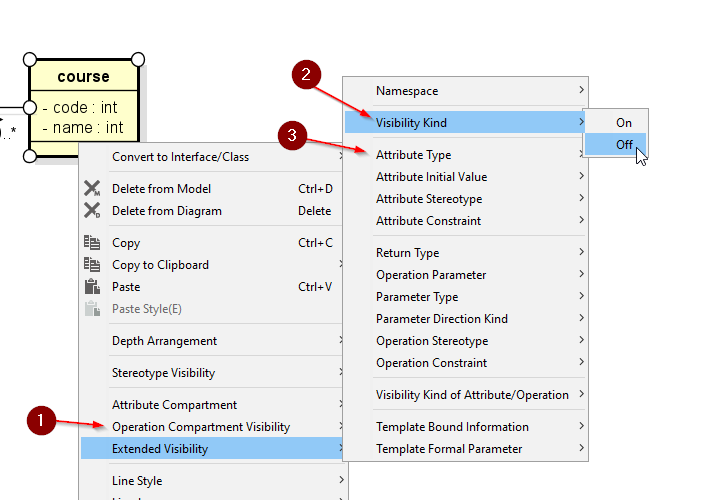 course
- code : int
- name : int
)..*
Convert to Interface/Class
Delete from Model Ctrl+D
Delete from Diagram Delete
Copy Ctrl+C
Copy to Clipboard
Paste Ctrl+V
Paste Style(E)
Depth Arrangement
Stereotype Visibility
Attribute Compartment
1
Operation Compartment Visibility
Extended Visibility
Line Style
2
3
Namespace
Visibility Kind
Attribute Type
Attribute Initial Value
Attribute Stereotype
Attribute Constraint
Return Type
Operation Parameter
Parameter Type
Parameter Direction Kind
Operation Stereotype
Operation Constraint
Visibility Kind of Attribute/Operation
Template Bound Information
Template Formal Parameter
On
Off